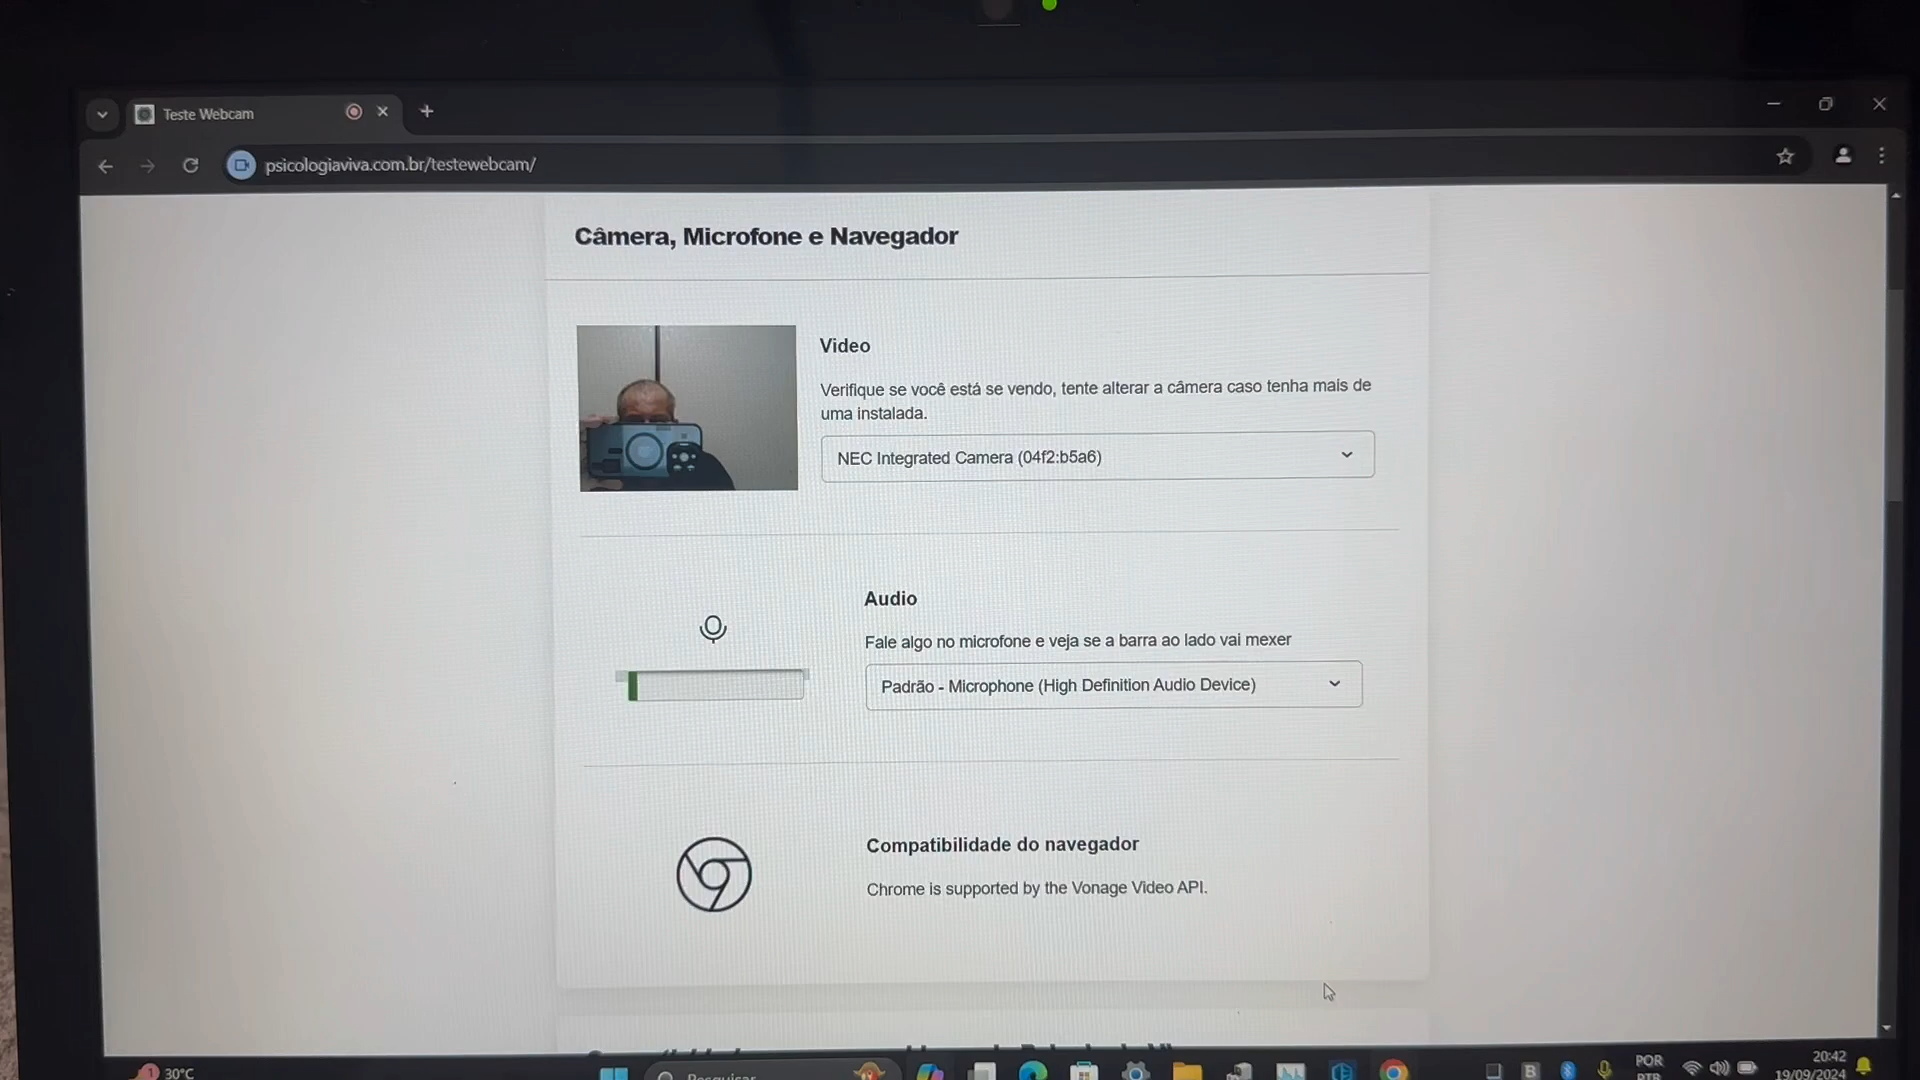 Teste Webcam
psicologiaviva.com.br/testewebcam/
Câmera, Microfone e Navegador
Video
Verifique se você está se vendo, tente alterar a câmera caso tenha mais de
uma instalada.
NEC Integrated Camera (04f2:b5a6)
Audio
Fale algo no microfone e veja se a barra ao lado vai mexer
Padrão - Microphone (High Definition Audio Device)
Compatibilidade do navegador
Chrome is supported by the Vonage Video API.
1
30°C
Pesquisar
B
POR
PTB
20:42
19/09/2024